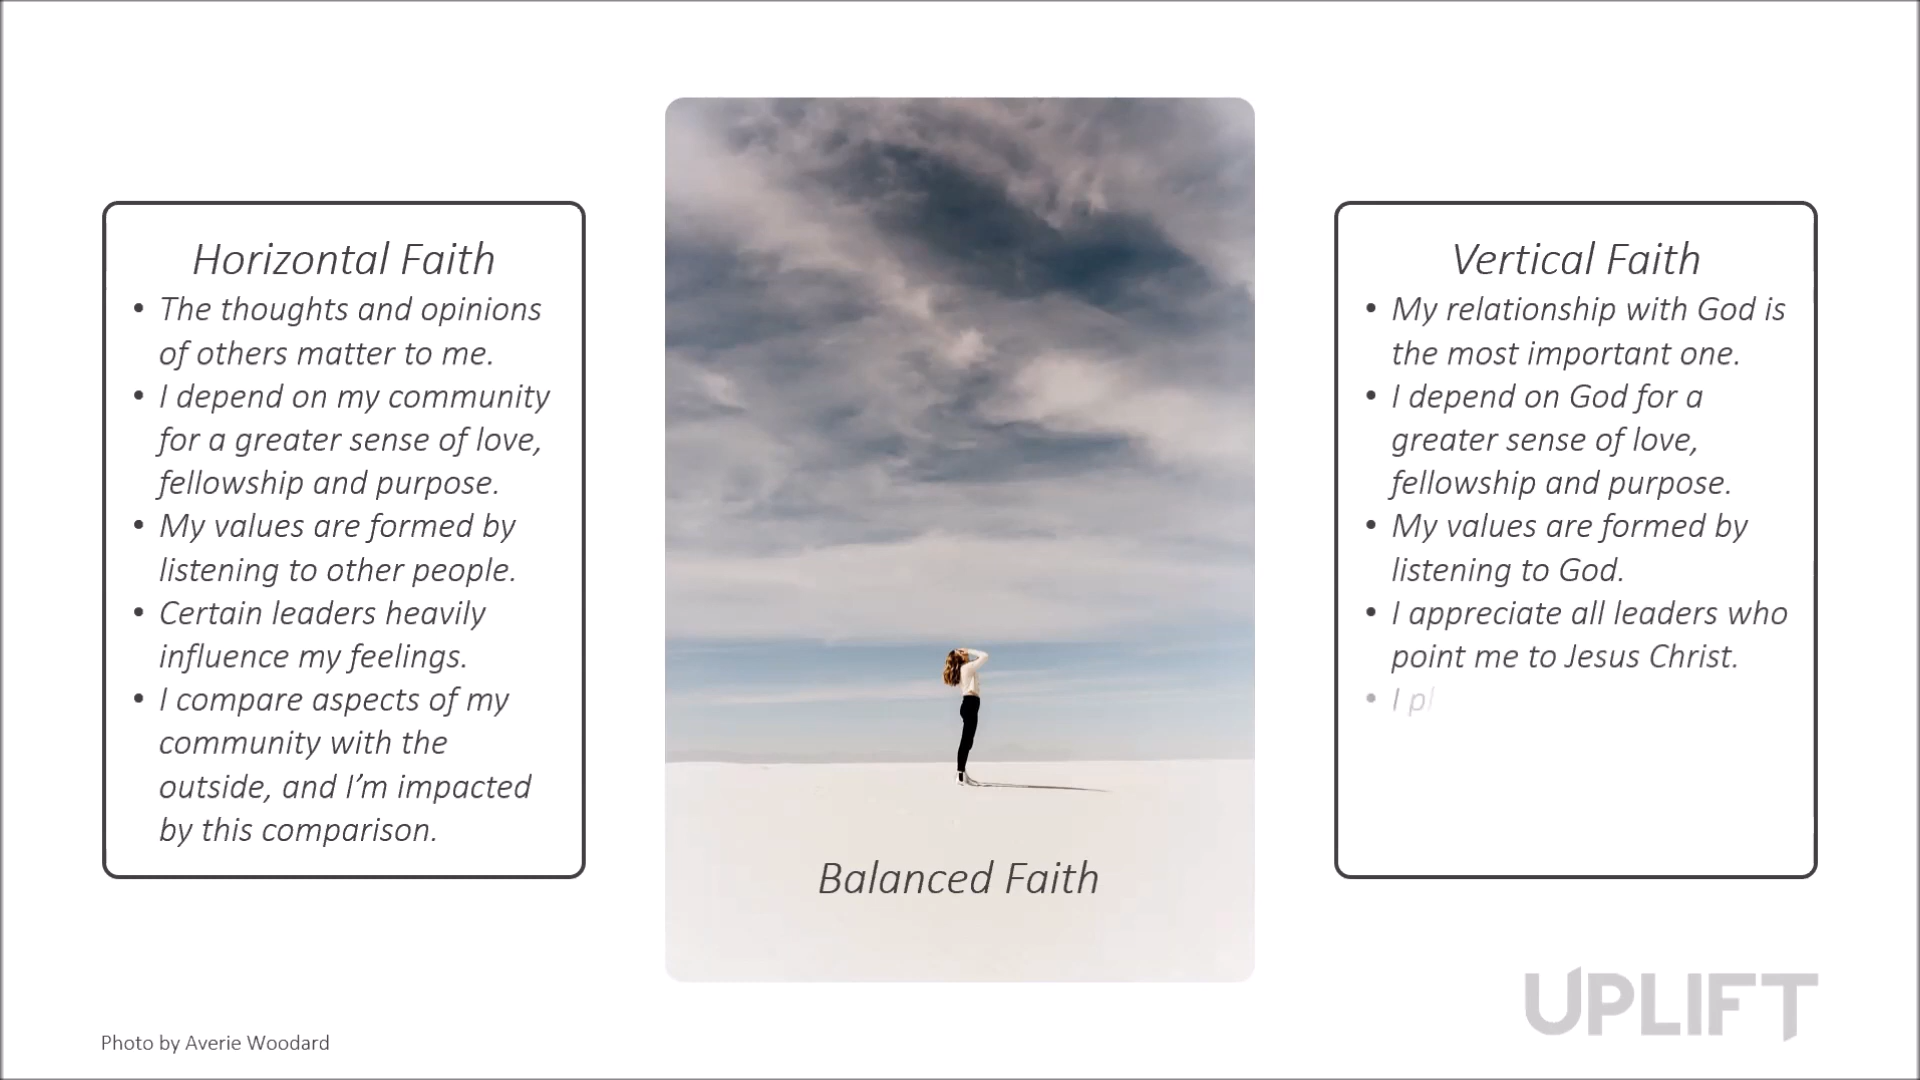 Horizontal Faith
• The thoughts and opinions
of others matter to me.
• I depend on my community
for a greater sense of love,
fellowship and purpose.
• My values are formed by
listening to other people.
• Certain leaders heavily
influence my feelings.
• I compare aspects of my
community with the
outside, and I’m impacted
by this comparison.
Balanced Faith
Vertical Faith
• My relationship with God is
the most important one.
• I depend on God for a
greater sense of love,
fellowship and purpose.
• My values are formed by
listening to God.
• I appreciate all leaders who
point me to Jesus Christ.
• I
Photo by Averie Woodard
UPLIFT